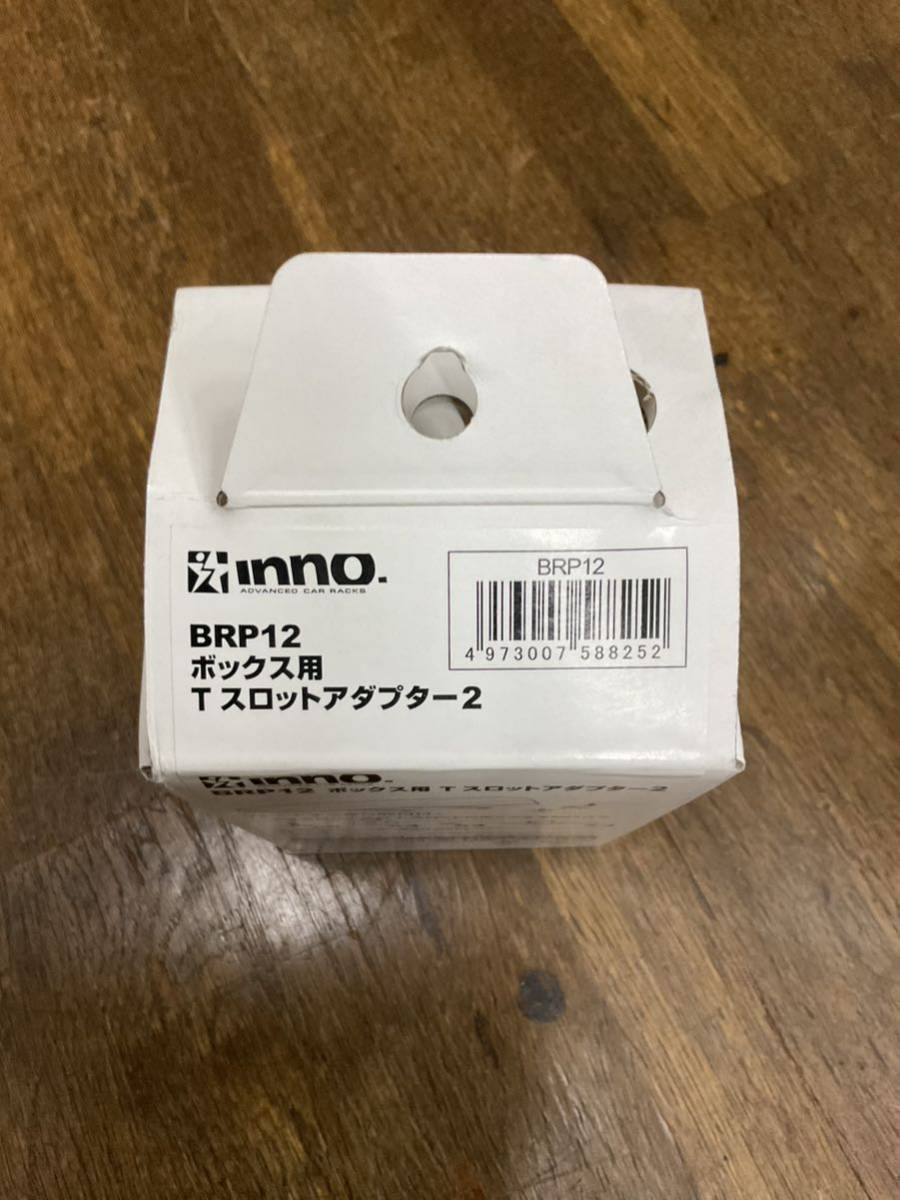 INNO.
ADVANCED CAR RACKS
BRP12
ボックス用
T スロットアダプター2
BRP12
4 973007 588252
INNO.
BRP12 ボックス用 T スロットアダプター2